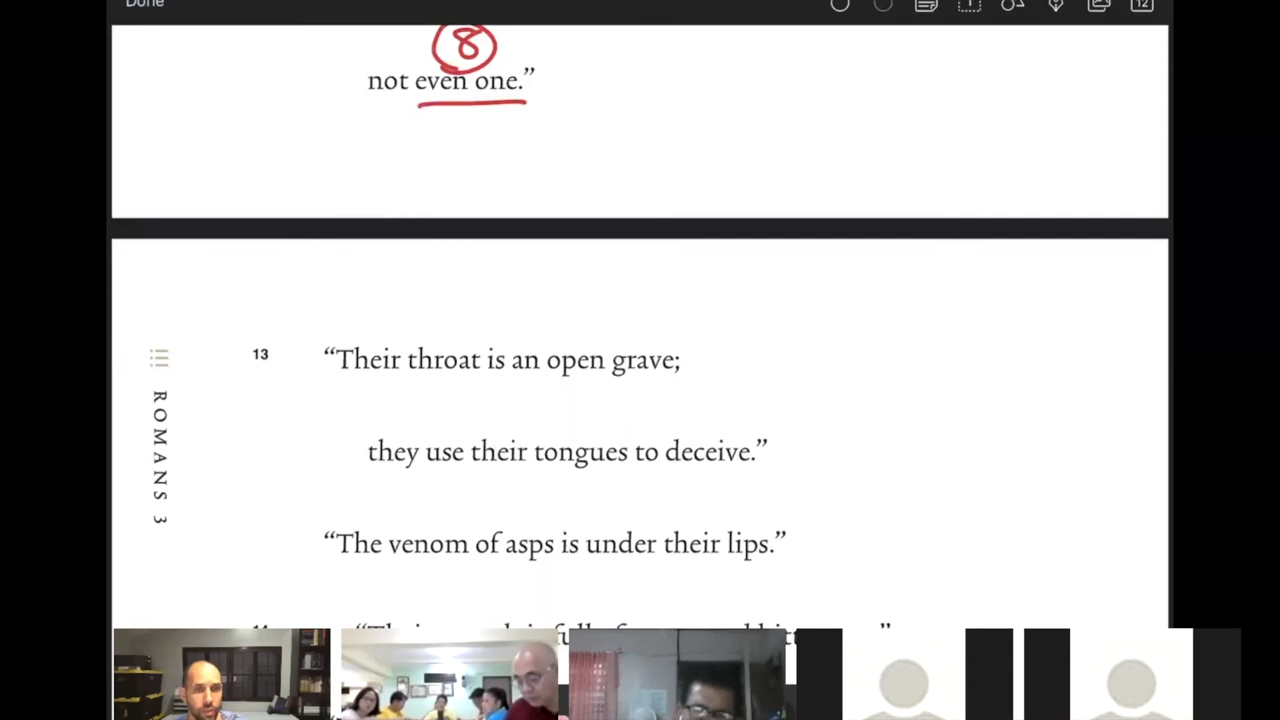 Done
12
8
not even one.”
13 “Their throat is an open grave;
ROMANS 3
they use their tongues to deceive.”
“The venom of asps is under their lips.”